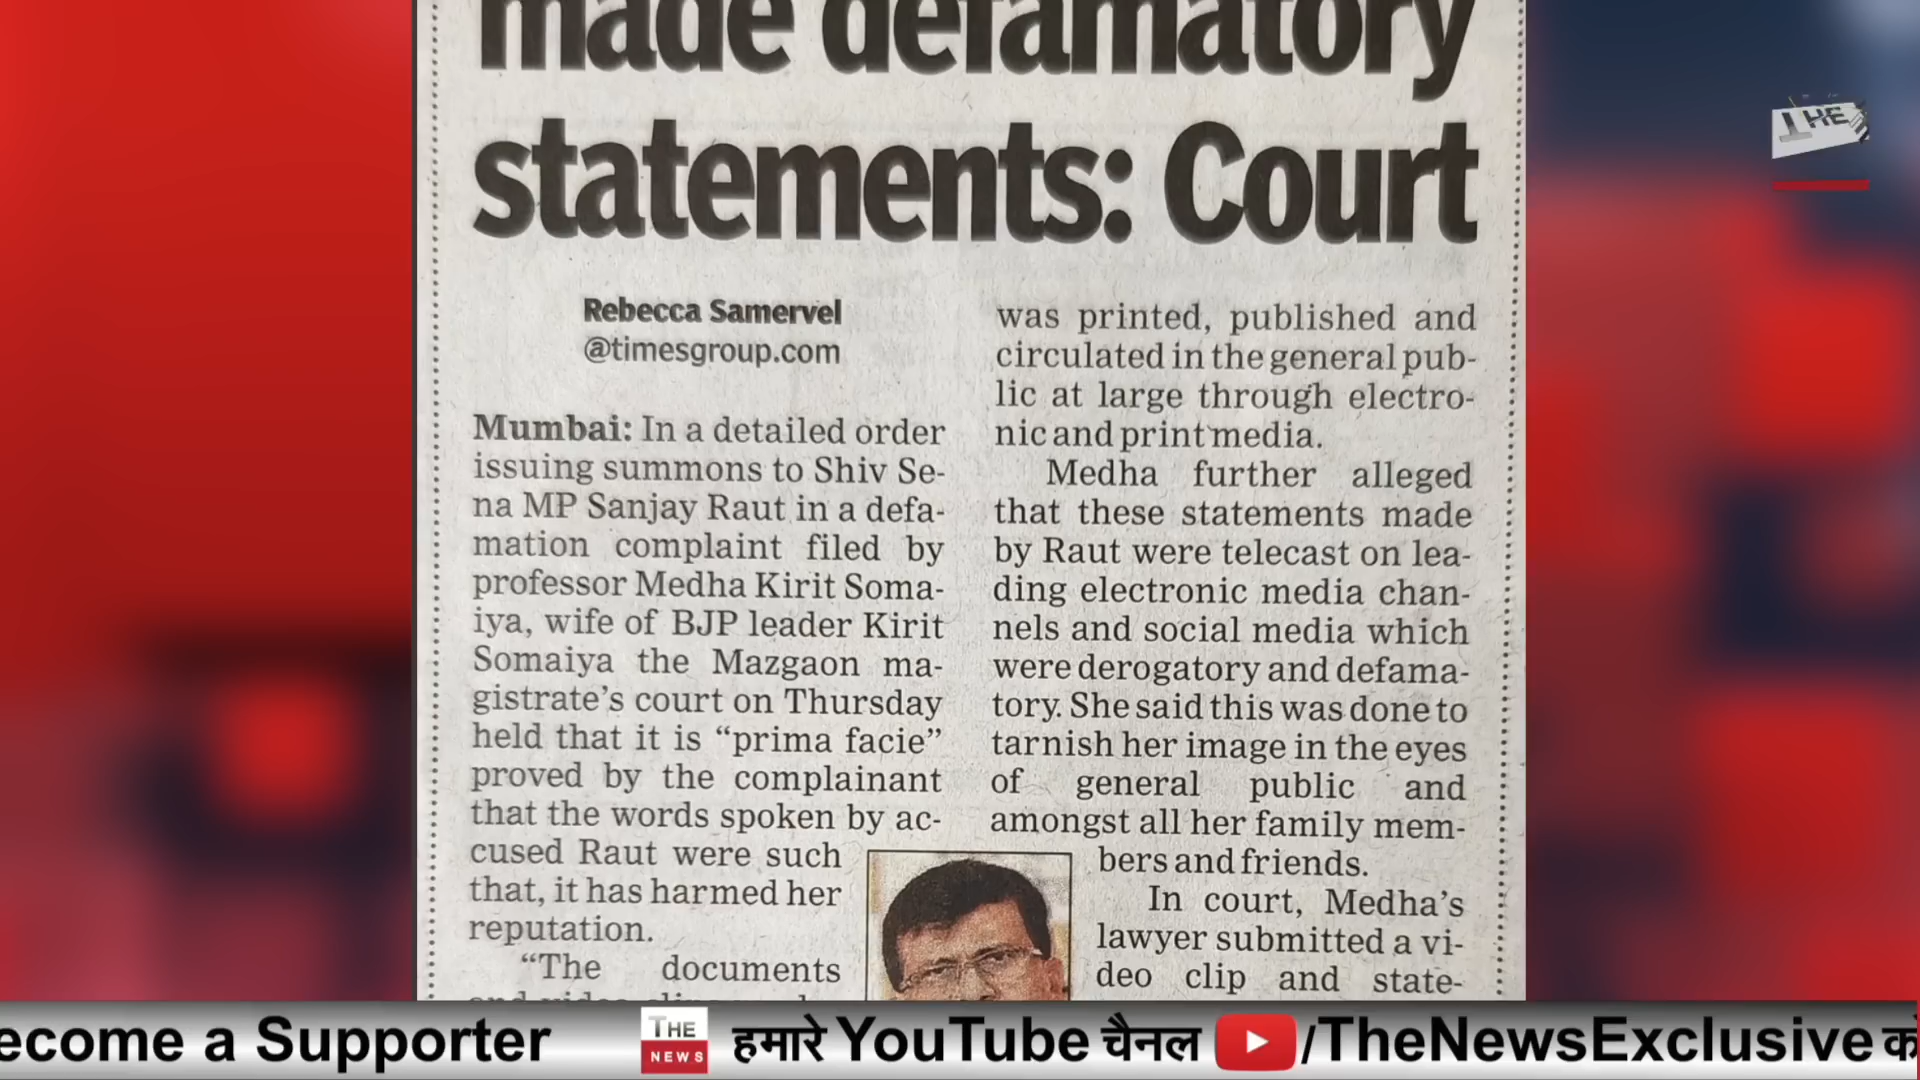 made defamatory
statements: Court
THE
Rebecca Samervel
@timesgroup.com
Mumbai: In a detailed order
issuing summons to Shiv Se-
na MP Sanjay Raut in a defa-
mation complaint filed by
professor Medha Kirit Soma-
iya, wife of BJP leader Kirit
Somaiya the Mazgaon ma-
gistrate's court on Thursday
held that it is “prima facie”
proved by the complainant
that the words spoken by ac-
cused Raut were such
that, it has harmed her
reputation.
“The documents
was printed, published and
circulated in the general pub-
lic at large through electro-
nic and print media.
Medha further alleged
that these statements made
by Raut were telecast on lea-
ding electronic media chan-
nels and social media which
were derogatory and defama-
tory. She said this was done to
tarnish her image in the eyes
of general public and
amongst all her family mem-
bers and friends.
In court, Medha's
lawyer submitted a vi-
deo clip and state-
ecome a Supporter THE NEWS हमारे YouTube चैनल /TheNewsExclusive